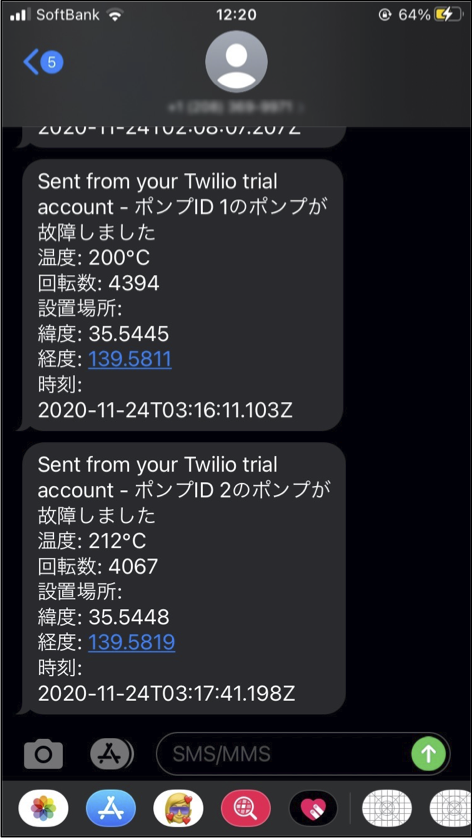 SoftBank 12:20 64%
5
2020-11-24T02:08:07.207Z
Sent from your Twilio trial
account - ポンプID 1のポンプが
故障しました
温度: 200°C
回転数: 4394
設置場所:
緯度: 35.5445
経度: 139.5811
時刻:
2020-11-24T03:16:11.103Z
Sent from your Twilio trial
account - ポンプID 2のポンプが
故障しました
温度: 212°C
回転数: 4067
設置場所:
緯度: 35.5448
経度: 139.5819
時刻:
2020-11-24T03:17:41.198Z
SMS/MMS